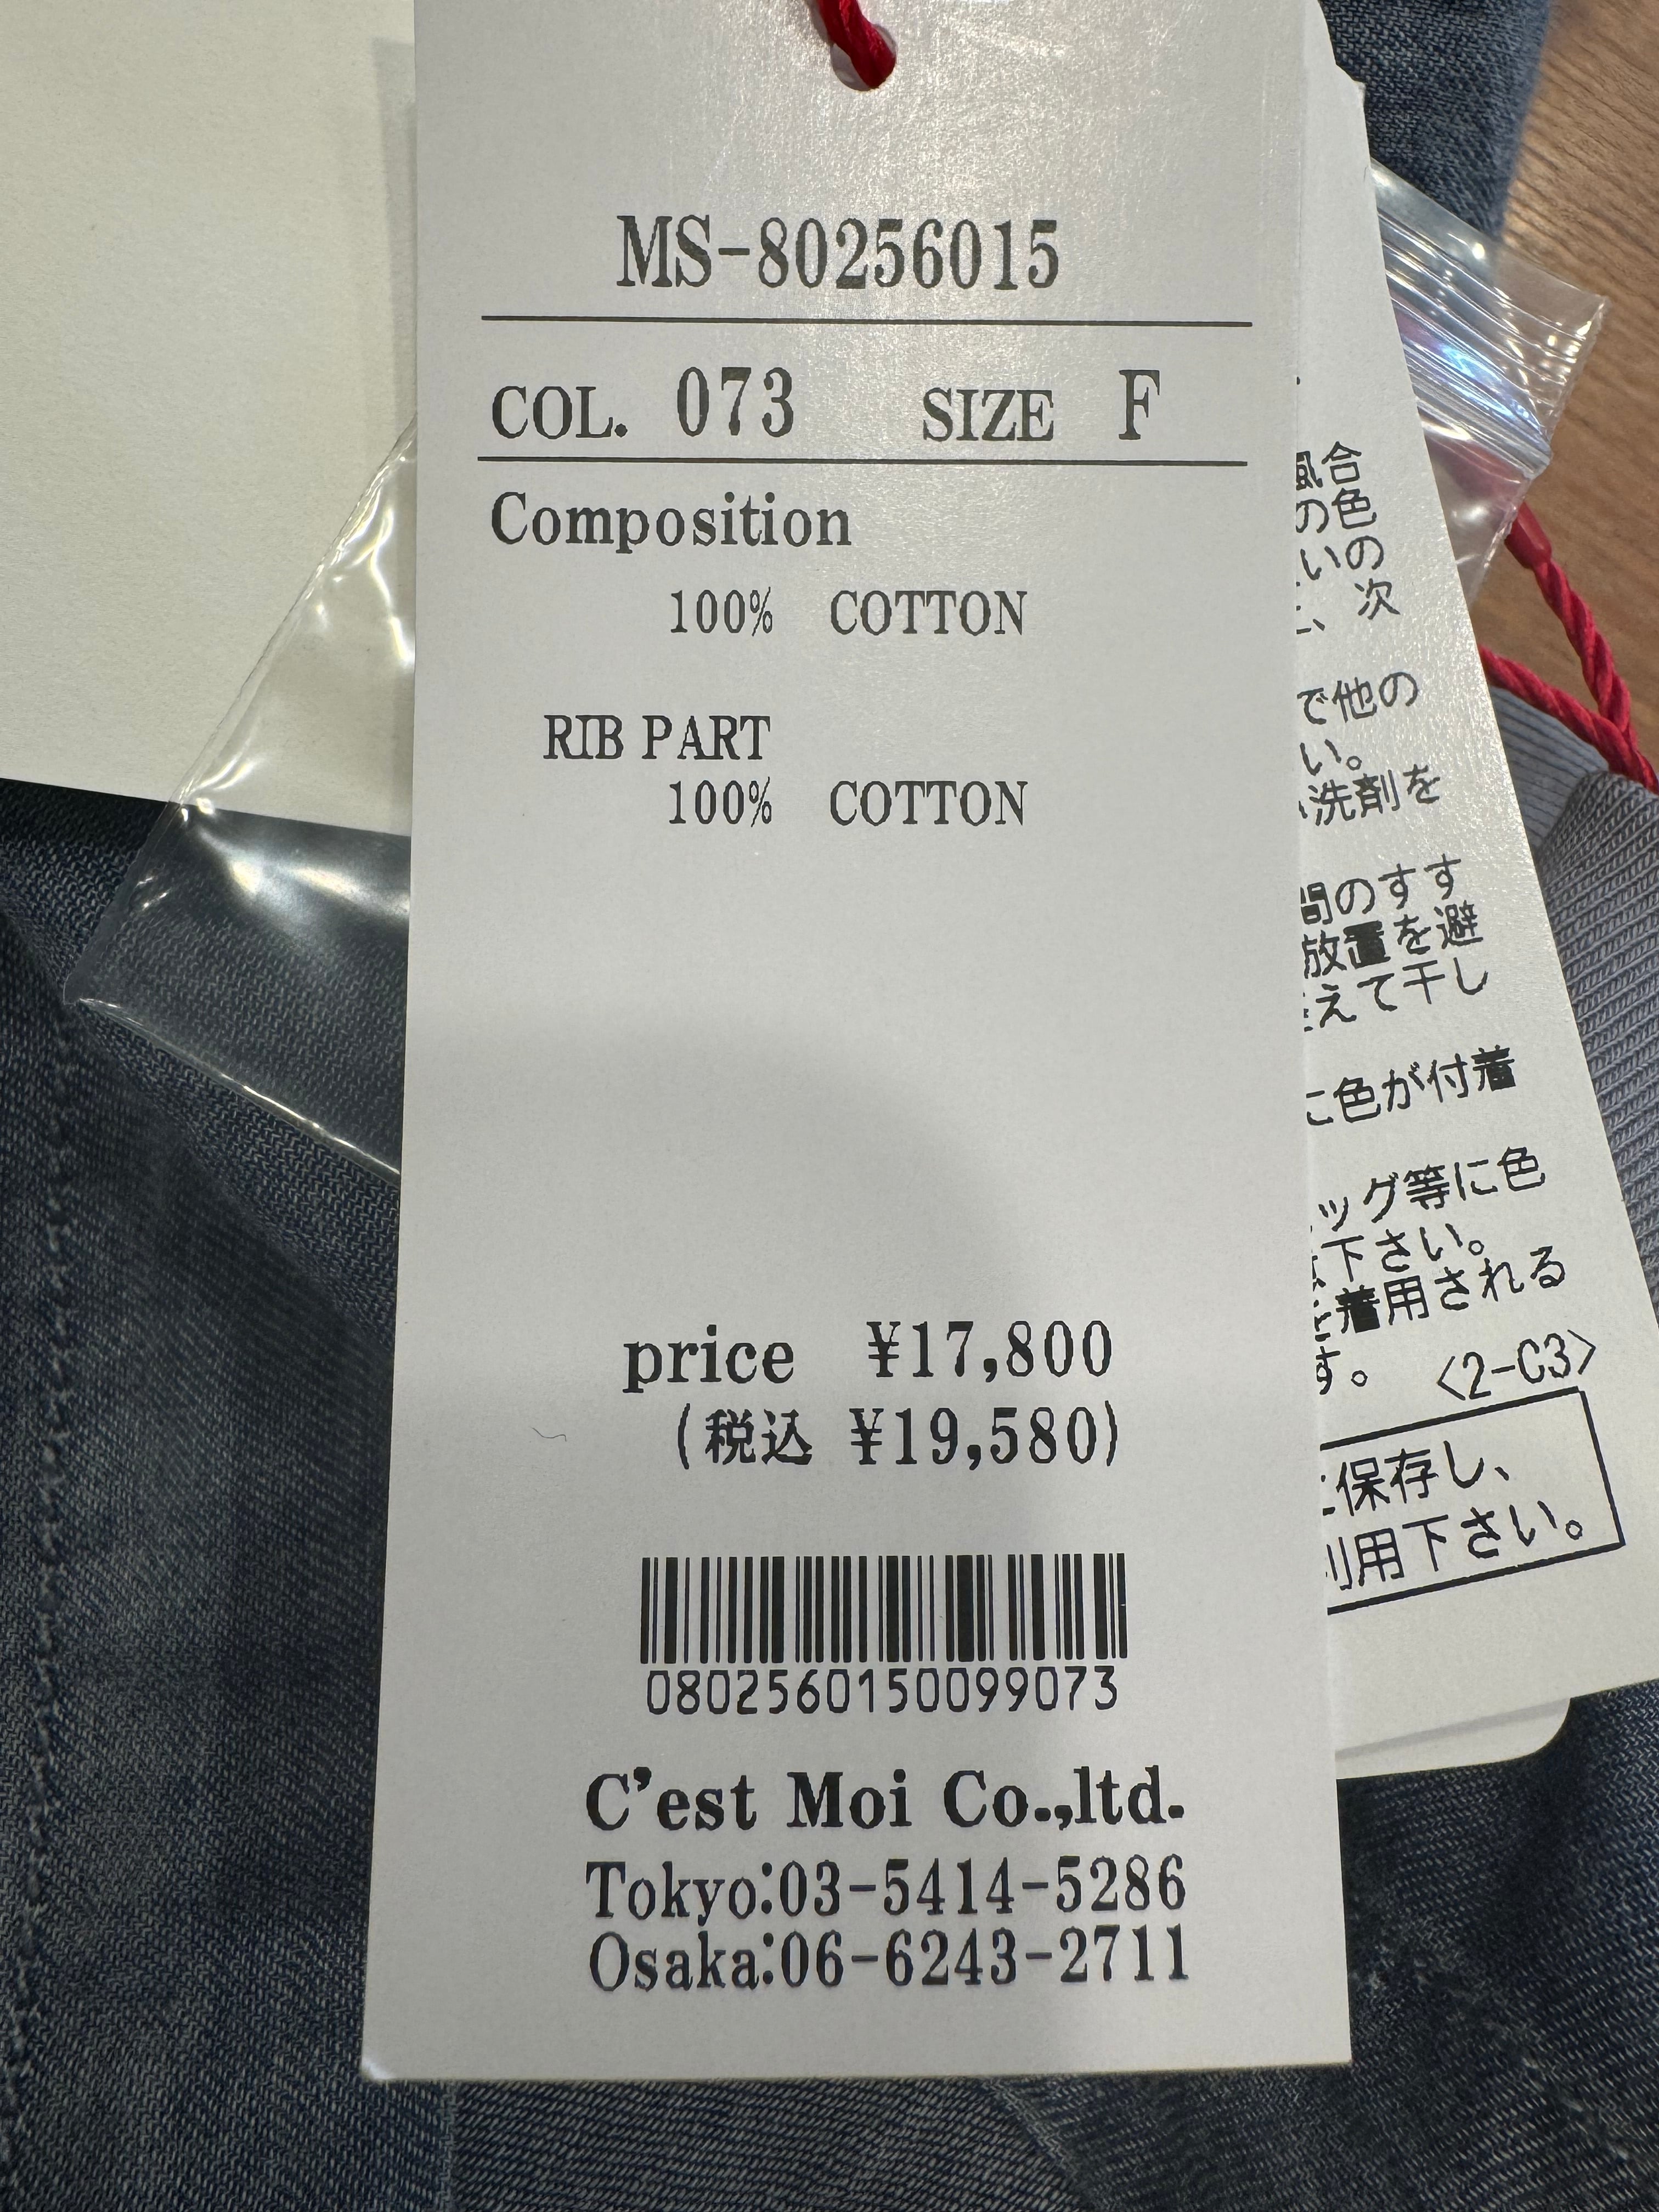 MS-80256015
COL. 073 SIZE F
Composition
100% COTTON
RIB PART
100% COTTON
price ¥17,800
(税込 ¥19,580)
0802560150099073
C'est Moi Co.,ltd.
Tokyo:03-5414-5286
Osaka:06-6243-2711
風合
の色
いの
、次
で他の
い。
洗剤を
間のすす
放置を避
えて干し
に色が付着
ッグ等に色
下さい。
着用される
す。 <2-C3>
保存し、
利用下さい。